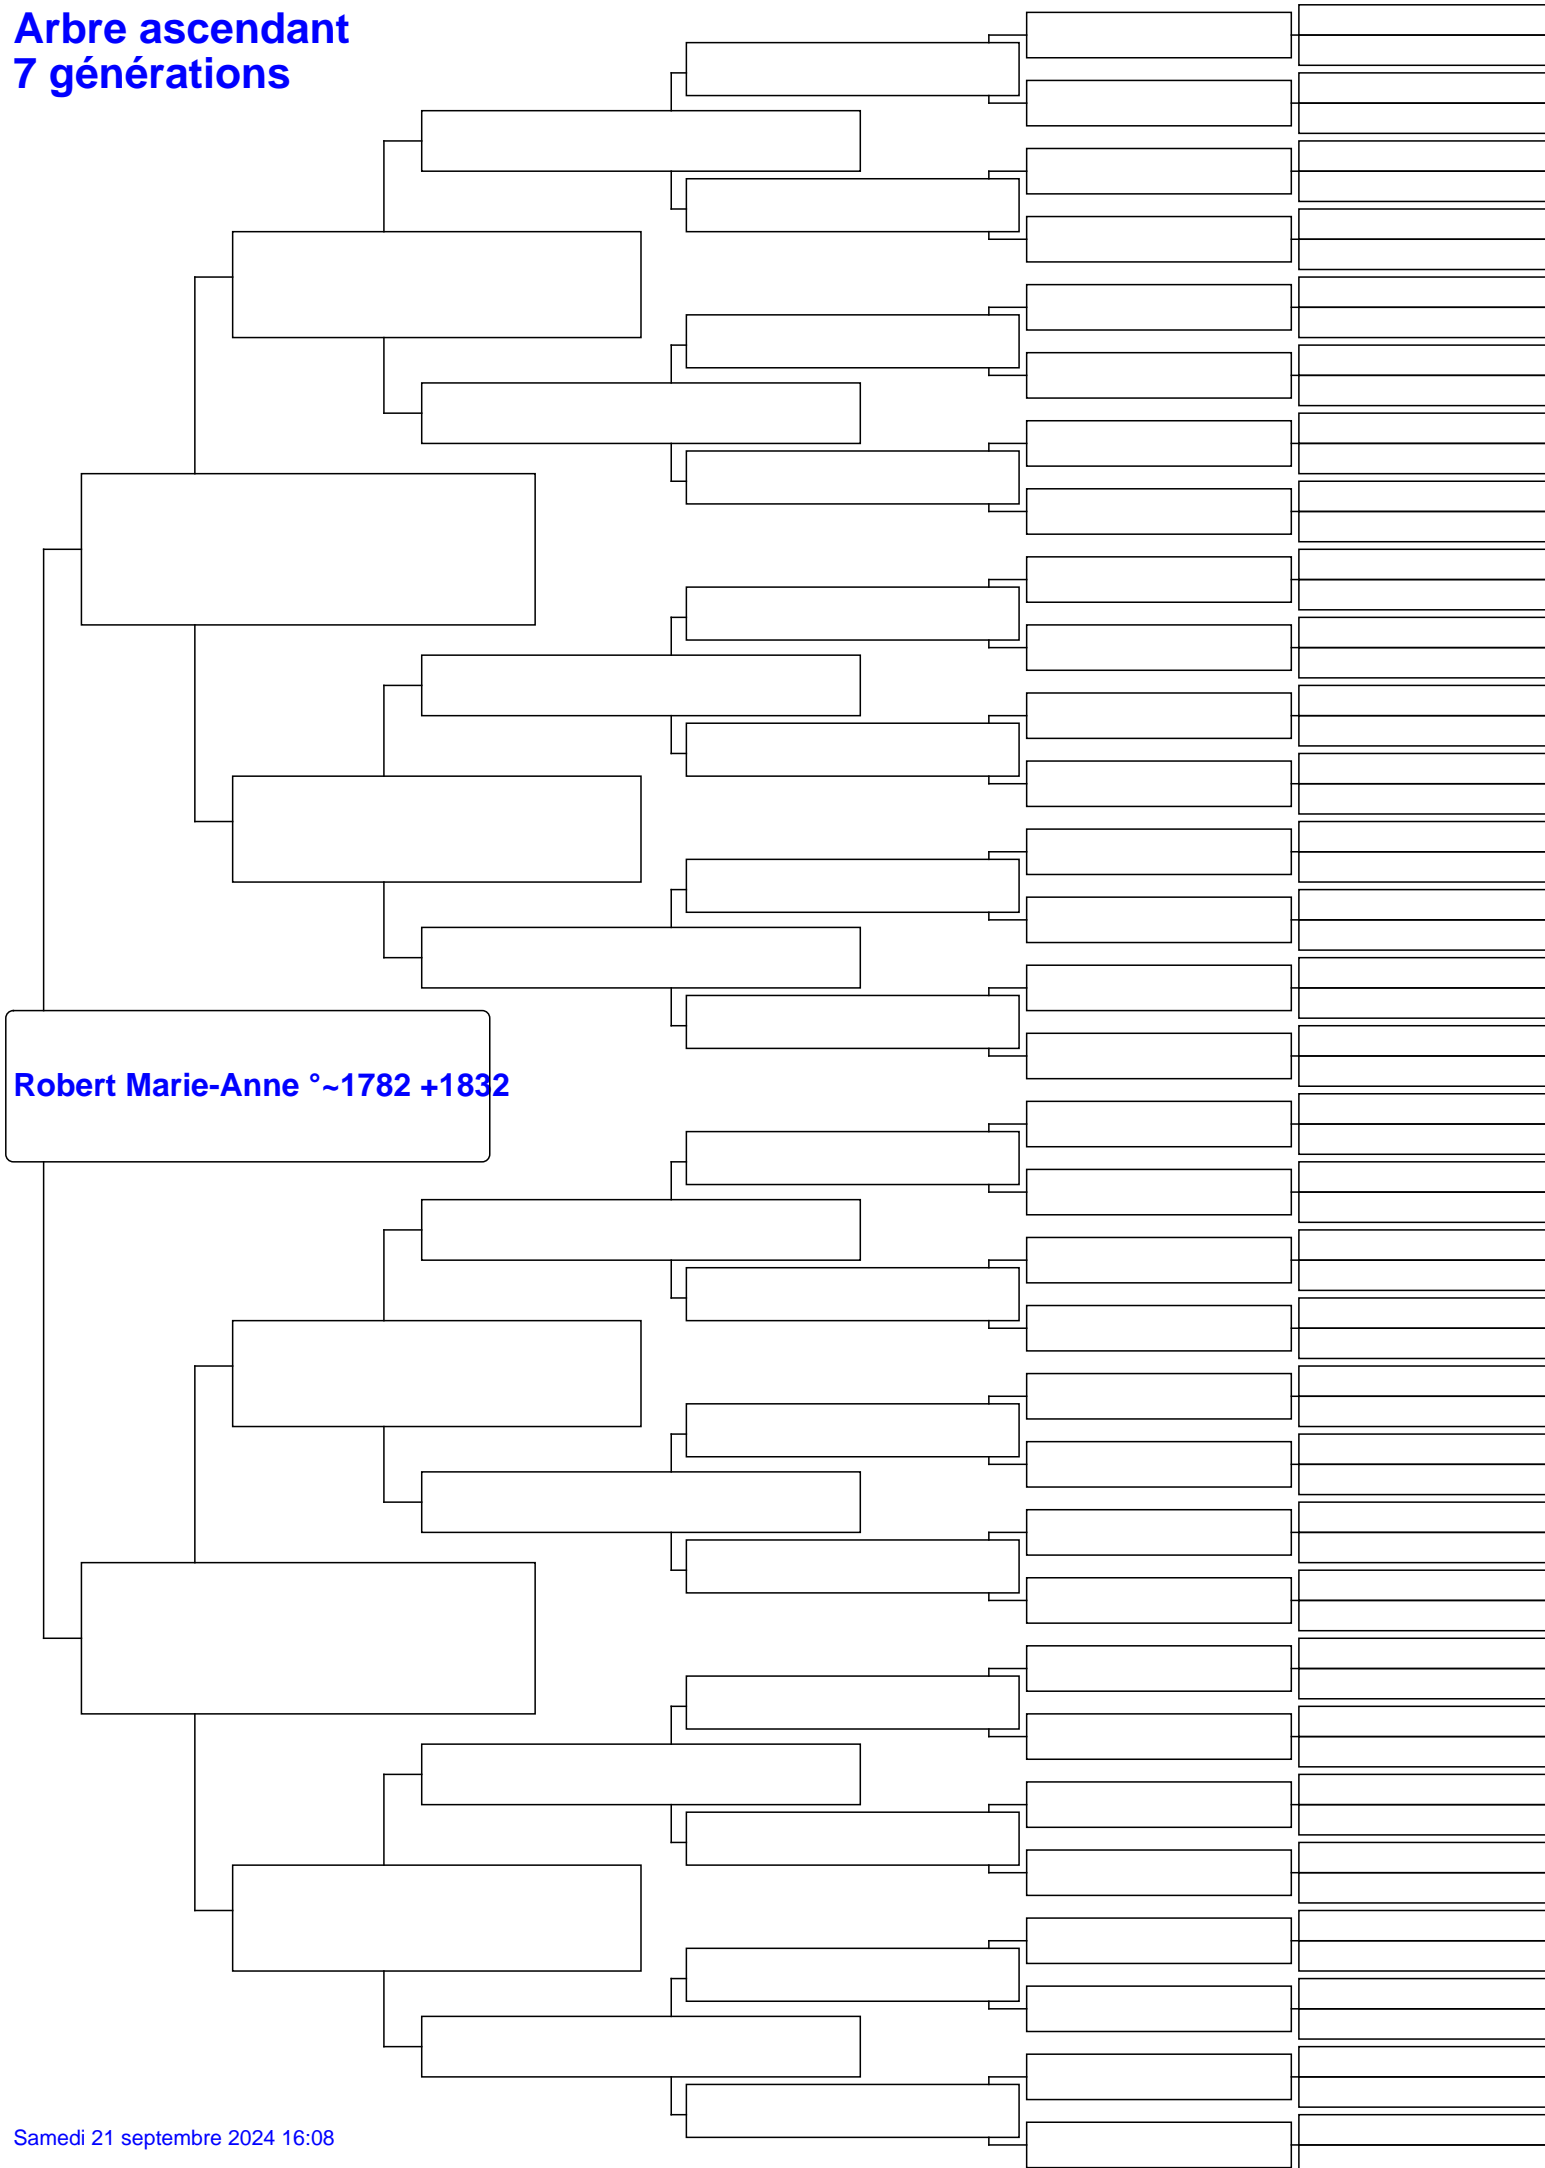 Arbre ascendant
7 générations
Robert Marie-Anne °~1782 +1832
Samedi 21 septembre 2024 16:08